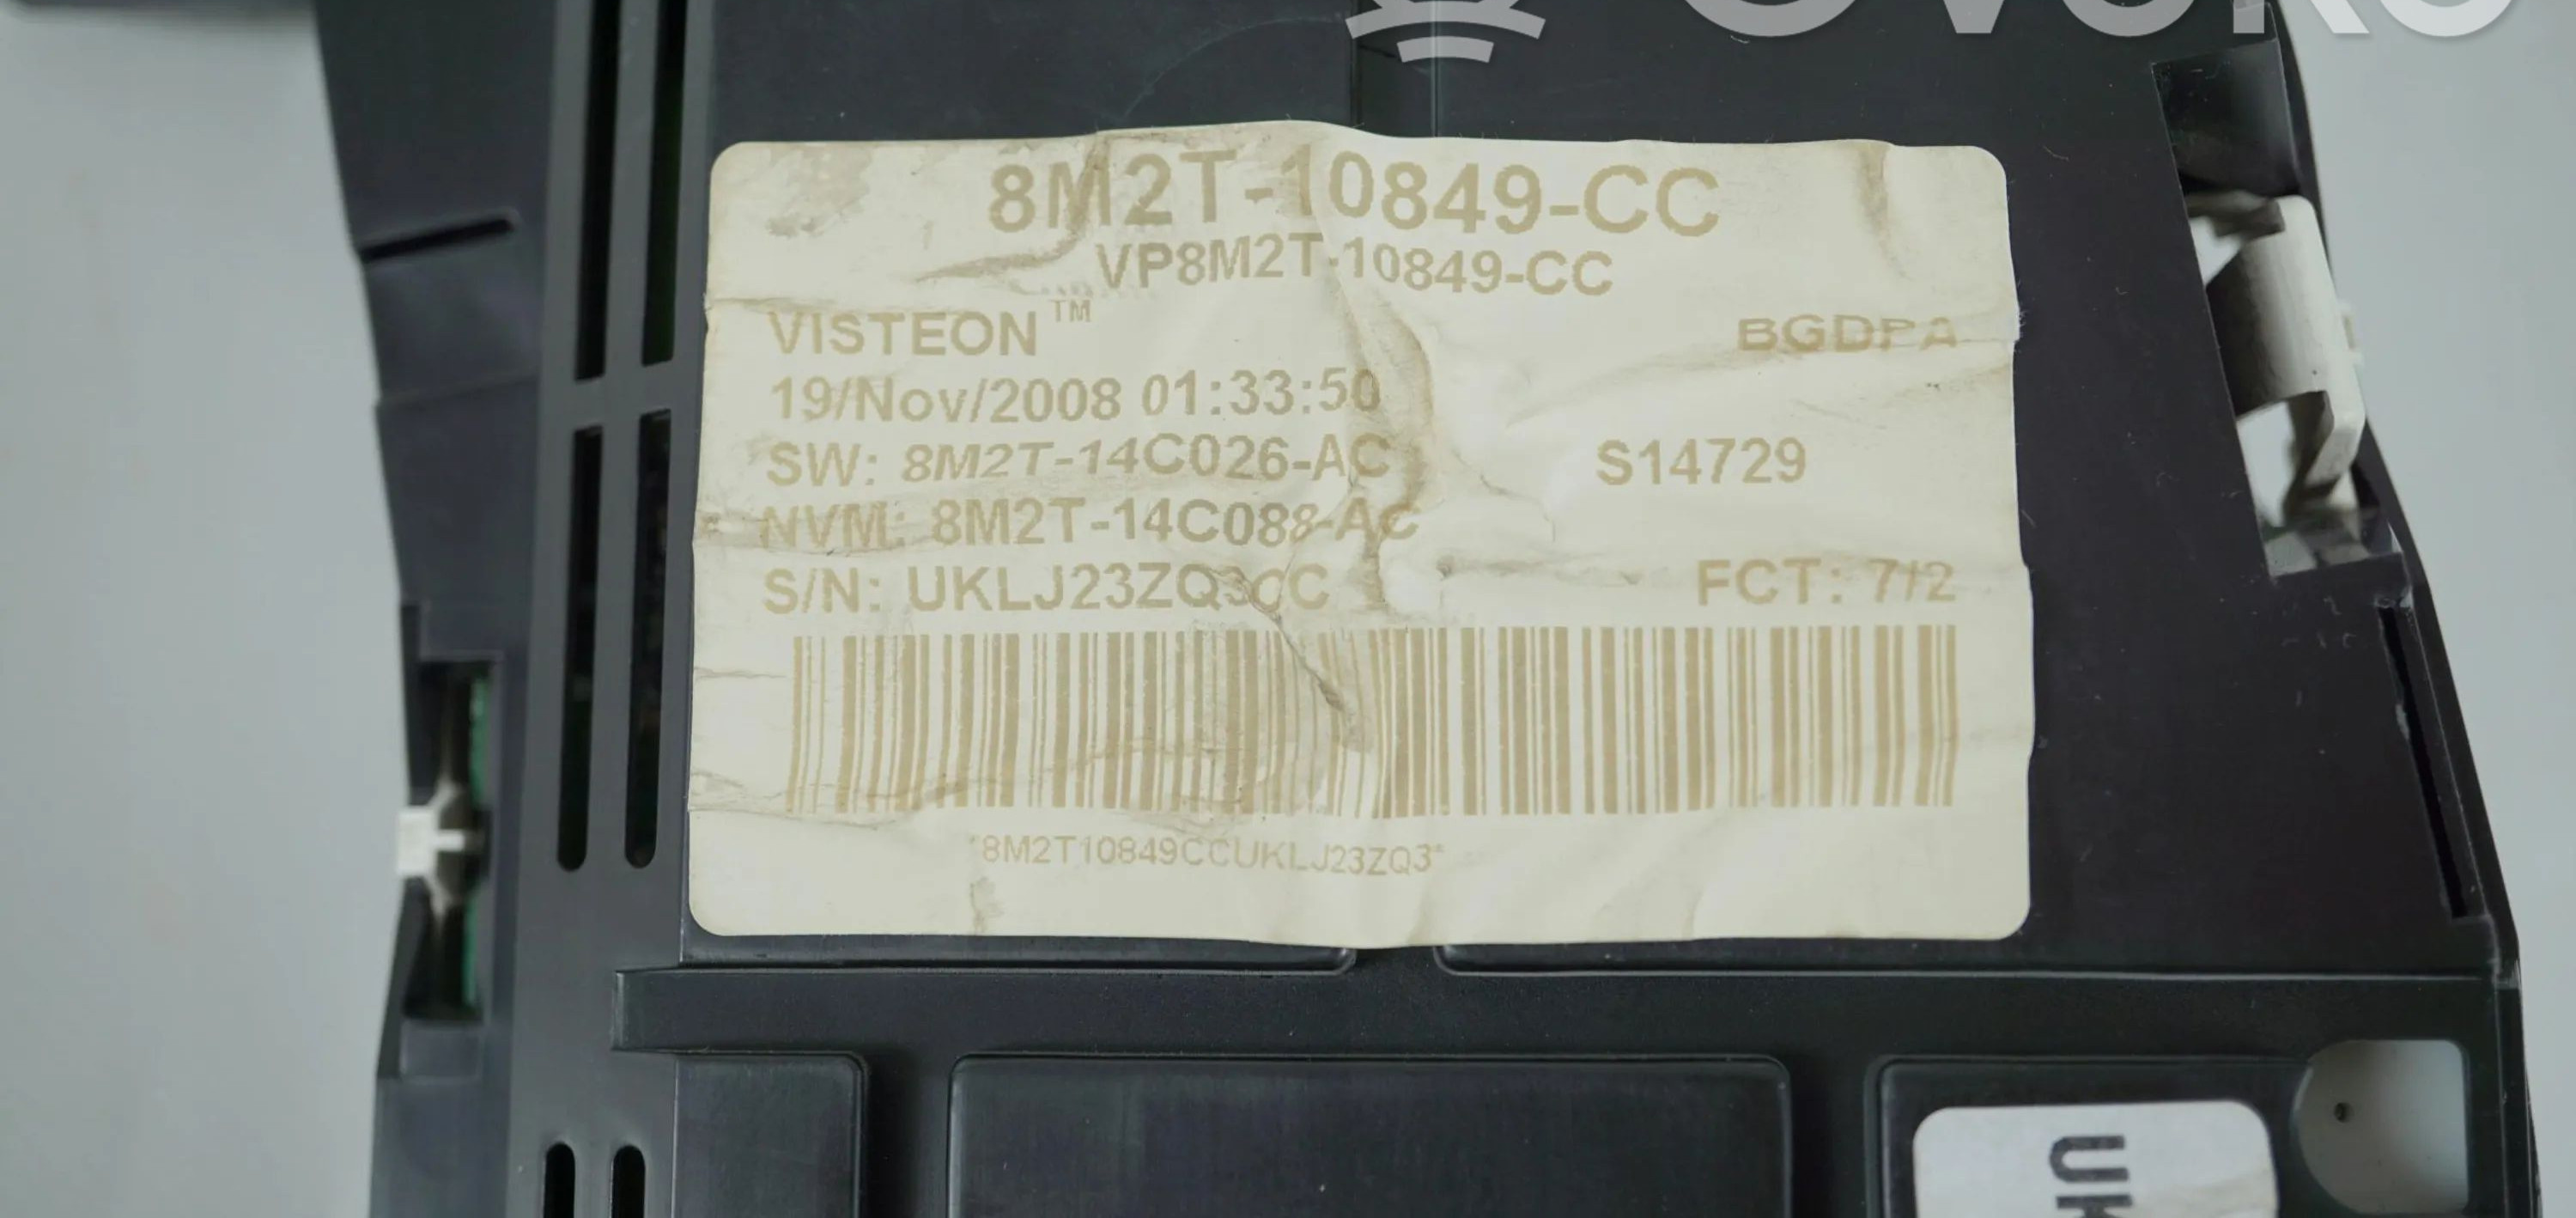 8M2T-10849-CC
VP8M2T-10849-CC
VISTEON™ BGDPA
19/Nov/2008 01:33:50
SW: 8M2T-14C026-AC S14729
NVM: 8M2T-14C088-AC
S/N: UKLJ23ZQ3CC FCT: 7/2
*8M2T10849CCUKLJ23ZQ3*